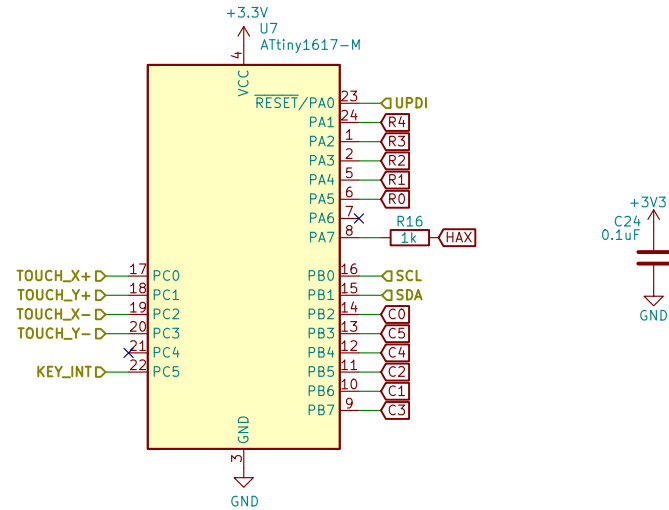 +3.3V
U7
ATtiny1617-M
4
VCC
RESET/PA0 23 UPDI
PA1 24 R4
PA2 1 R3
PA3 2 R2
PA4 5 R1
PA5 6 R0
PA6 7
R16
PA7 8 1k HAX
+3V3
C24
0.1uF
GND
TOUCH_X+ 17 PC0 PB0 16 SCL
TOUCH_Y+ 18 PC1 PB1 15 SDA
TOUCH_X- 19 PC2 PB2 14 C0
TOUCH_Y- 20 PC3 PB3 13 C5
21 PC4 PB4 12 C4
KEY_INT 22 PC5 PB5 11 C2
PB6 10 C1
PB7 9 C3
GND
3
GND